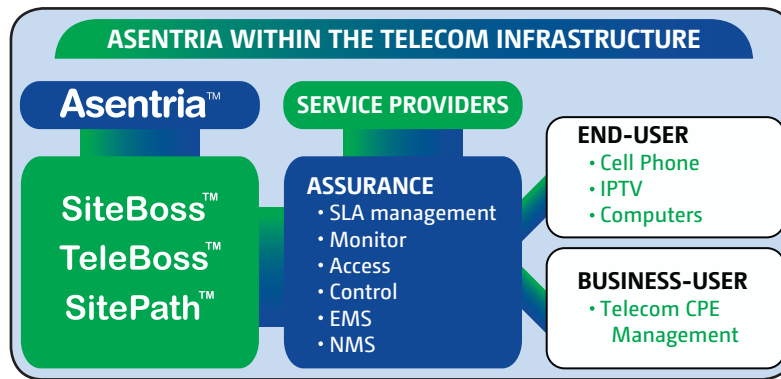 ASENTRIA WITHIN THE TELECOM INFRASTRUCTURE
Asentria™
SiteBoss™
TeleBoss™
SitePath™
SERVICE PROVIDERS
ASSURANCE
• SLA management
• Monitor
• Access
• Control
• EMS
• NMS
END-USER
• Cell Phone
• IPTV
• Computers
BUSINESS-USER
• Telecom CPE
Management